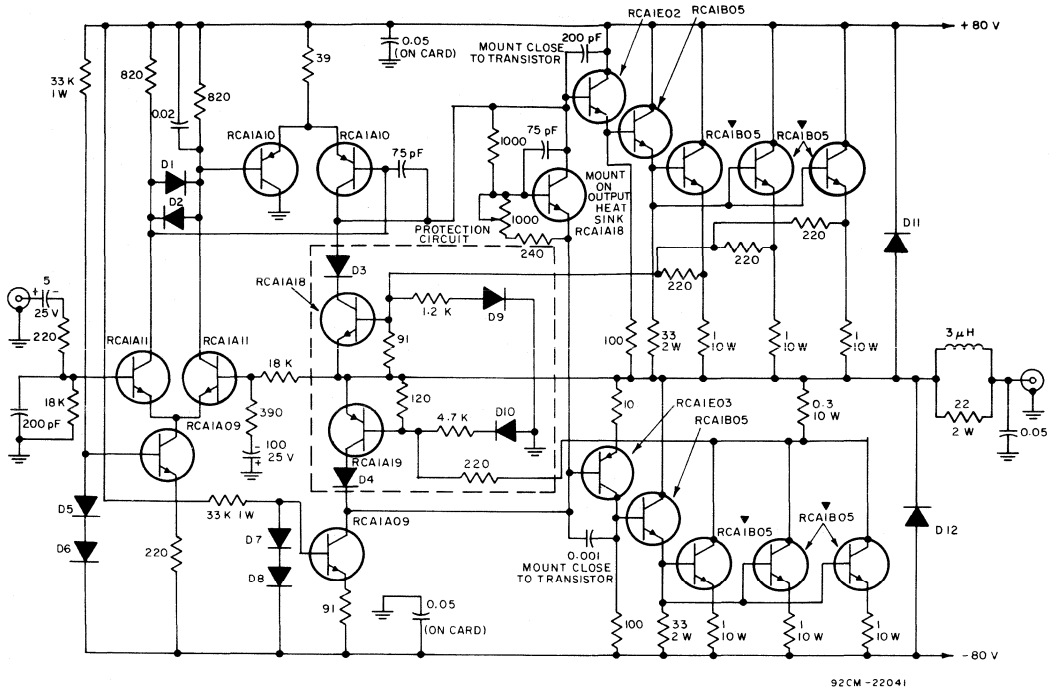 RCA1E02
RCA1B05
+80 V
0.05
(ON CARD)
MOUNT CLOSE
TO TRANSISTOR
200 pF
33 K
1 W
820
39
0.02
820
RCA1A10
RCA1A10
75 pF
1000
75 pF
RCA1B05
RCA1B05
D1
D2
MOUNT
ON
OUTPUT
HEAT
SINK
RCA1A18
1000
240
PROTECTION
CIRCUIT
220
220
220
D11
D3
RCA1A18
1.2 K
D9
91
5
+ -
25 V
220
RCA1A11
RCA1A11
18 K
100
33
2 W
1
10 W
1
10 W
1
10 W
3 μH
22
2 W
0.05
18 K
200 pF
390
- 100
+ 25 V
120
4.7 K
D10
10
RCA1E03
RCA1B05
0.3
10 W
RCA1A09
RCA1A19
D4
220
D5
D6
33K 1W
RCA1A09
D7
D8
220
91
0.001
MOUNT CLOSE
TO TRANSISTOR
RCA1B05
RCA1B05
D12
0.05
(ON CARD)
100
33
2 W
1
10 W
1
10 W
1
10 W
-80 V
92CM-22041